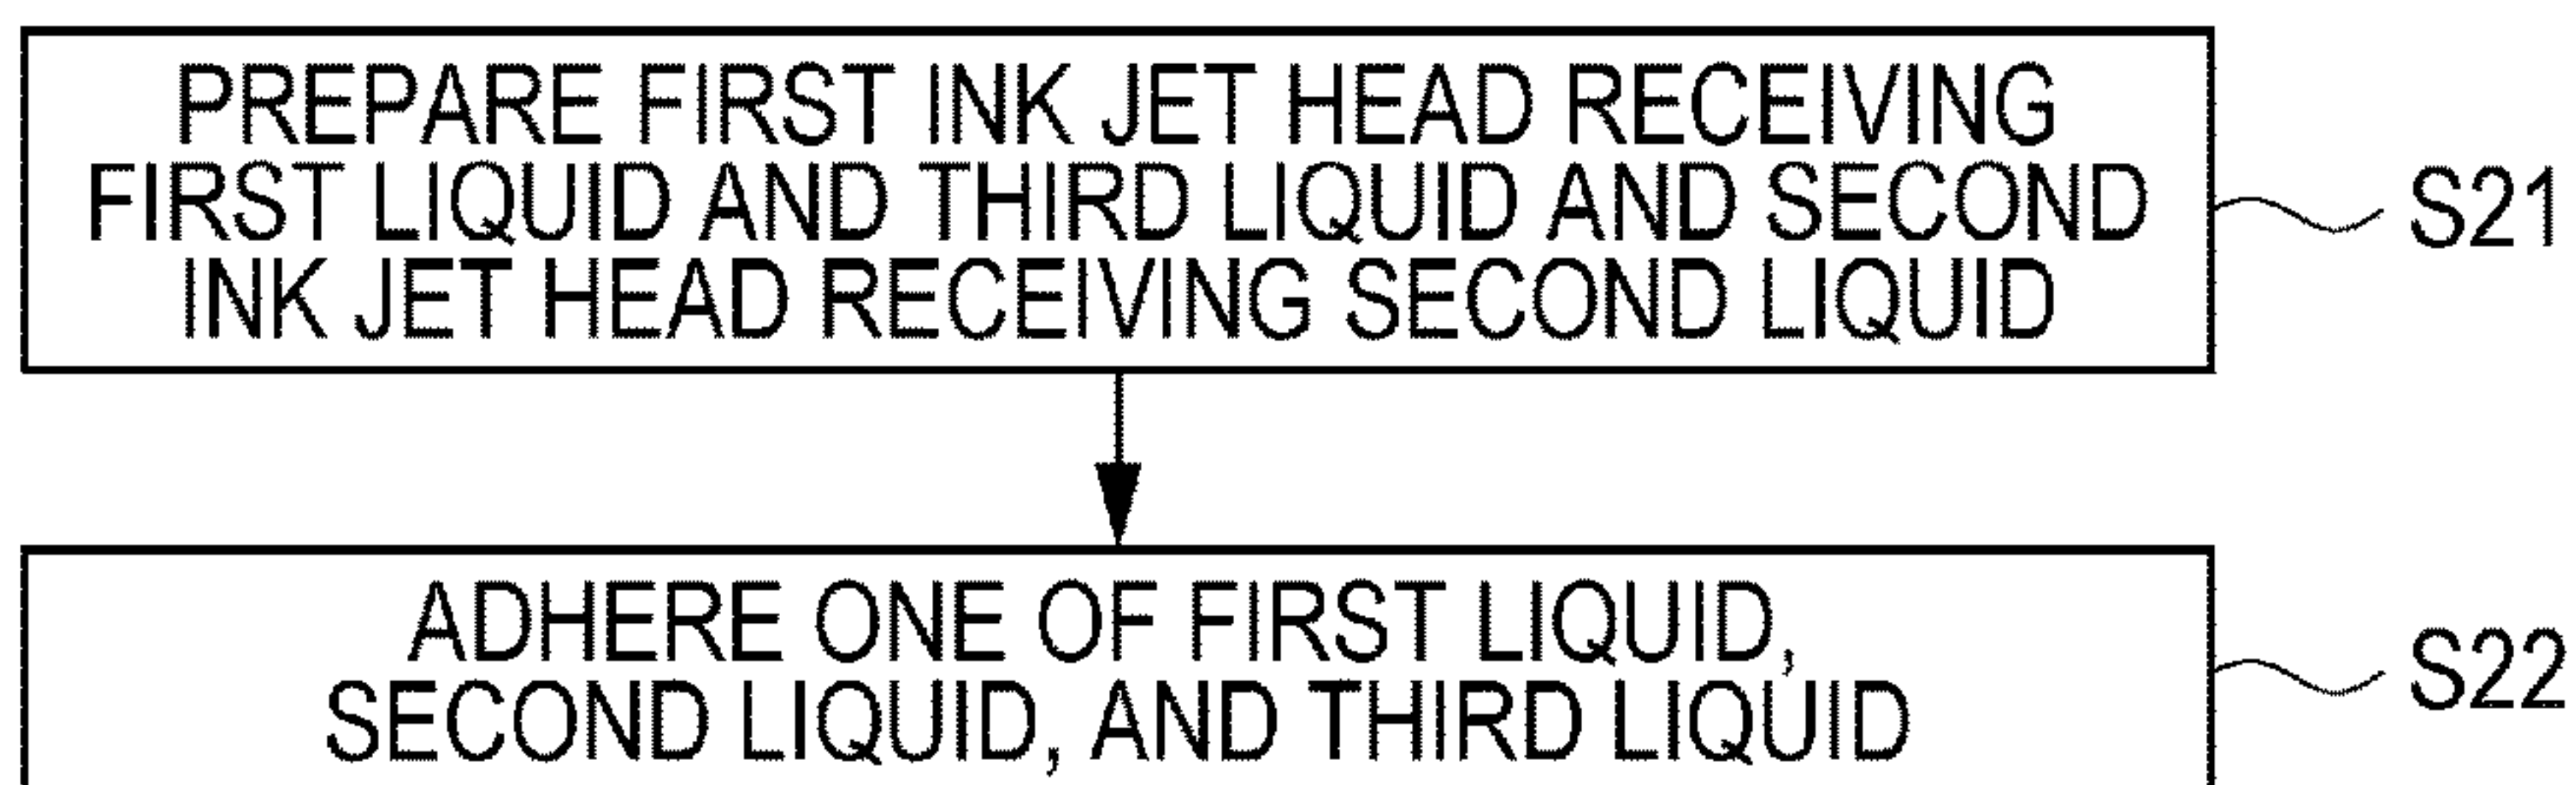 PREPARE FIRST INK JET HEAD RECEIVING
FIRST LIQUID AND THIRD LIQUID AND SECOND
INK JET HEAD RECEIVING SECOND LIQUID
S21
ADHERE ONE OF FIRST LIQUID,
SECOND LIQUID, AND THIRD LIQUID
S22